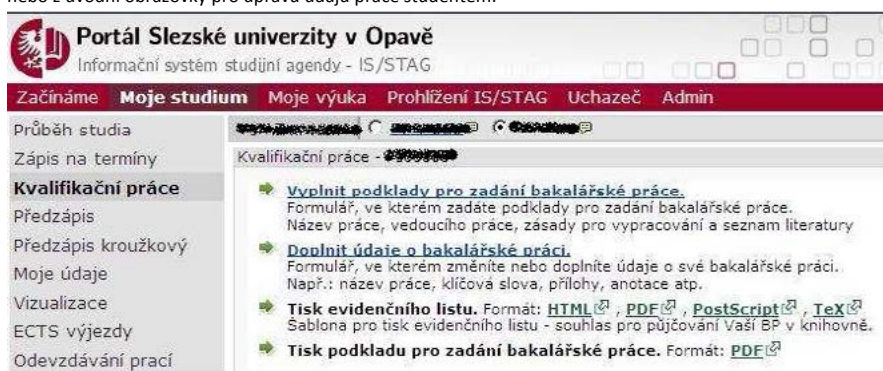 nebo z úvodní obrazovky pro úpravu údajů práce studentem:
Portál Slezské univerzity v Opavě
Informační systém studijní agendy - IS/STAG
Začínáme Moje studium Moje výuka Prohlížení IS/STAG Uchazeč Admin
Průběh studia
Zápis na termíny
Kvalifikační práce
Předzápis
Předzápis kroužkový
Moje údaje
Vizualizace
ECTS výjezdy
Odevzdávání prací
Kvalifikační práce -
Vyplnit podklady pro zadání bakalářské práce.
Formulář, ve kterém zadáte podklady pro zadání bakalářské práce.
Název práce, vedoucího práce, zásady pro vypracování a seznam literatury
Doplnit údaje o bakalářské práci.
Formulář, ve kterém změníte nebo doplníte údaje o své bakalářské práci.
Např.: název práce, klíčová slova, přílohy, anotace atp.
Tisk evidenčního listu. Formát: HTML , PDF , PostScript , TeX
Šablona pro tisk evidenčního listu - souhlas pro půjčování Vaší BP v knihovně.
Tisk podkladu pro zadání bakalářské práce. Formát: PDF